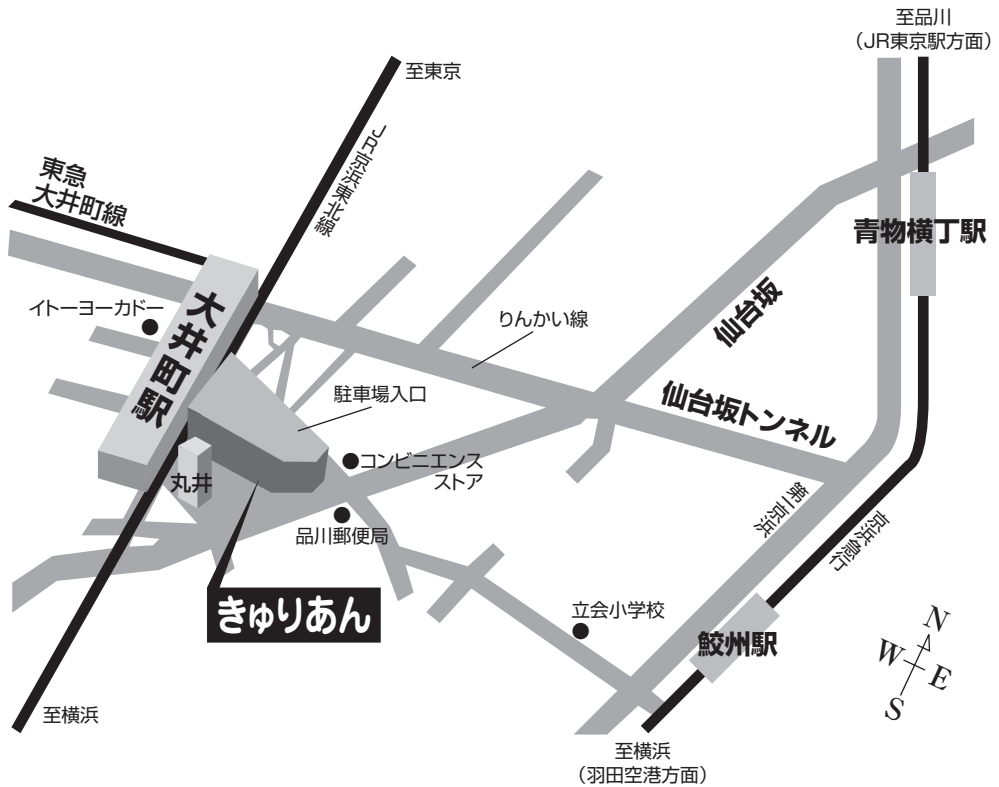 至品川
（JR東京駅方面）
至東京
JR京浜東北線
東急
大井町線
青物横丁駅
イトーヨーカドー
大井町駅
りんかい線
仙台坂
駐車場入口
仙台坂トンネル
コンビニエンス
ストア
丸井
第一京浜
京浜急行
品川郵便局
きゅりあん
立会小学校
鮫州駅
N
W
E
S
至横浜
至横浜
（羽田空港方面）